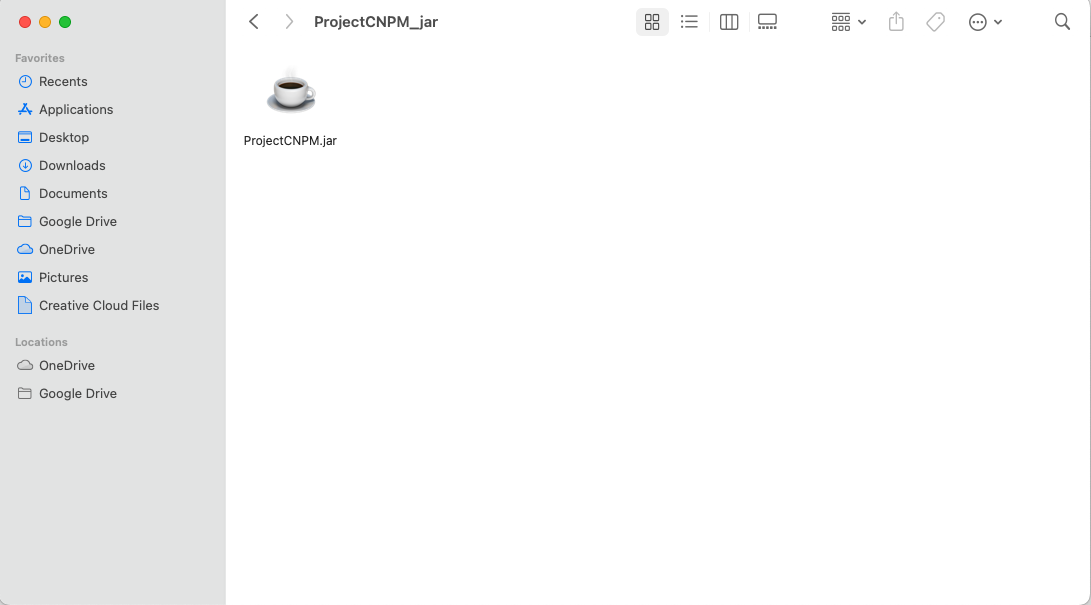 ProjectCNPM_jar
Favorites
Recents
Applications
Desktop
Downloads
Documents
Google Drive
OneDrive
Pictures
Creative Cloud Files
Locations
OneDrive
Google Drive
ProjectCNPM.jar